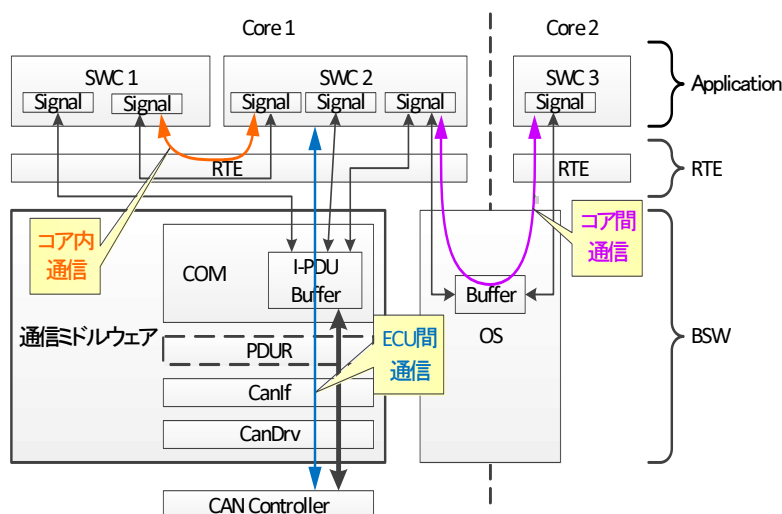 Core 1
Core 2
SWC 1
SWC 2
SWC 3
Signal
Signal
Signal
Signal
Signal
Signal
Application
RTE
RTE
RTE
コア内
通信
コア間
通信
COM
I-PDU
Buffer
Buffer
通信ミドルウェア
PDUR
ECU間
通信
OS
BSW
CanIf
CanDrv
CAN Controller